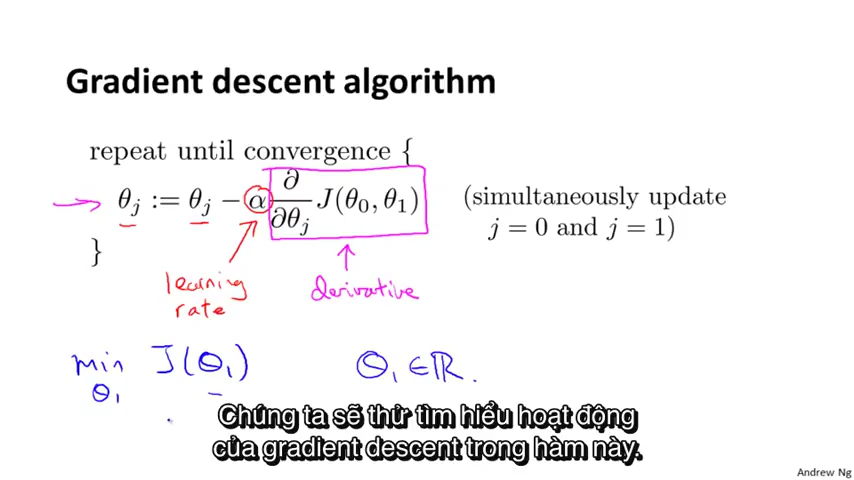 Gradient descent algorithm
repeat until convergence {
θj := θj − α ∂/∂θj J(θ0, θ1)
(simultaneously update
j = 0 and j = 1)
}
learning
rate
derivative
min J(θ1) θ1 ∈ ℝ.
θ1
Chúng ta sẽ thử tìm hiểu hoạt động
của gradient descent trong hàm này.
Andrew Ng